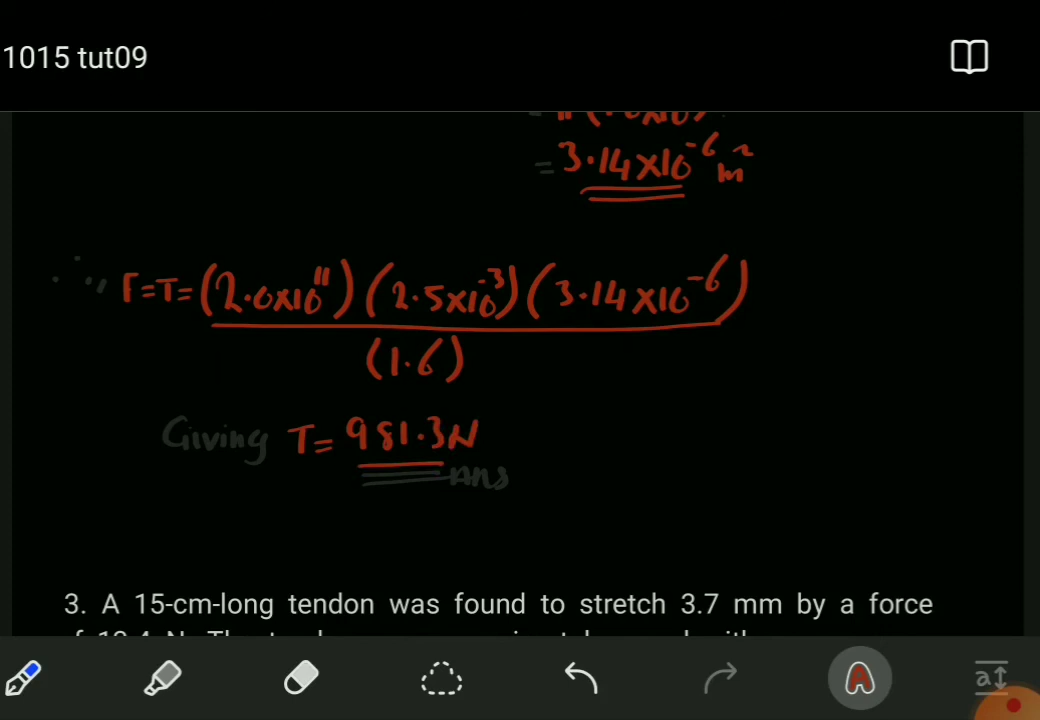 1015 tut09
= 3.14×10⁻⁶ m²
∴ F=T= (2.0×10¹¹) (2.5×10⁻³) (3.14×10⁻⁶)
(1.6)
Giving T= 981.3N
Ans
3. A 15-cm-long tendon was found to stretch 3.7 mm by a force